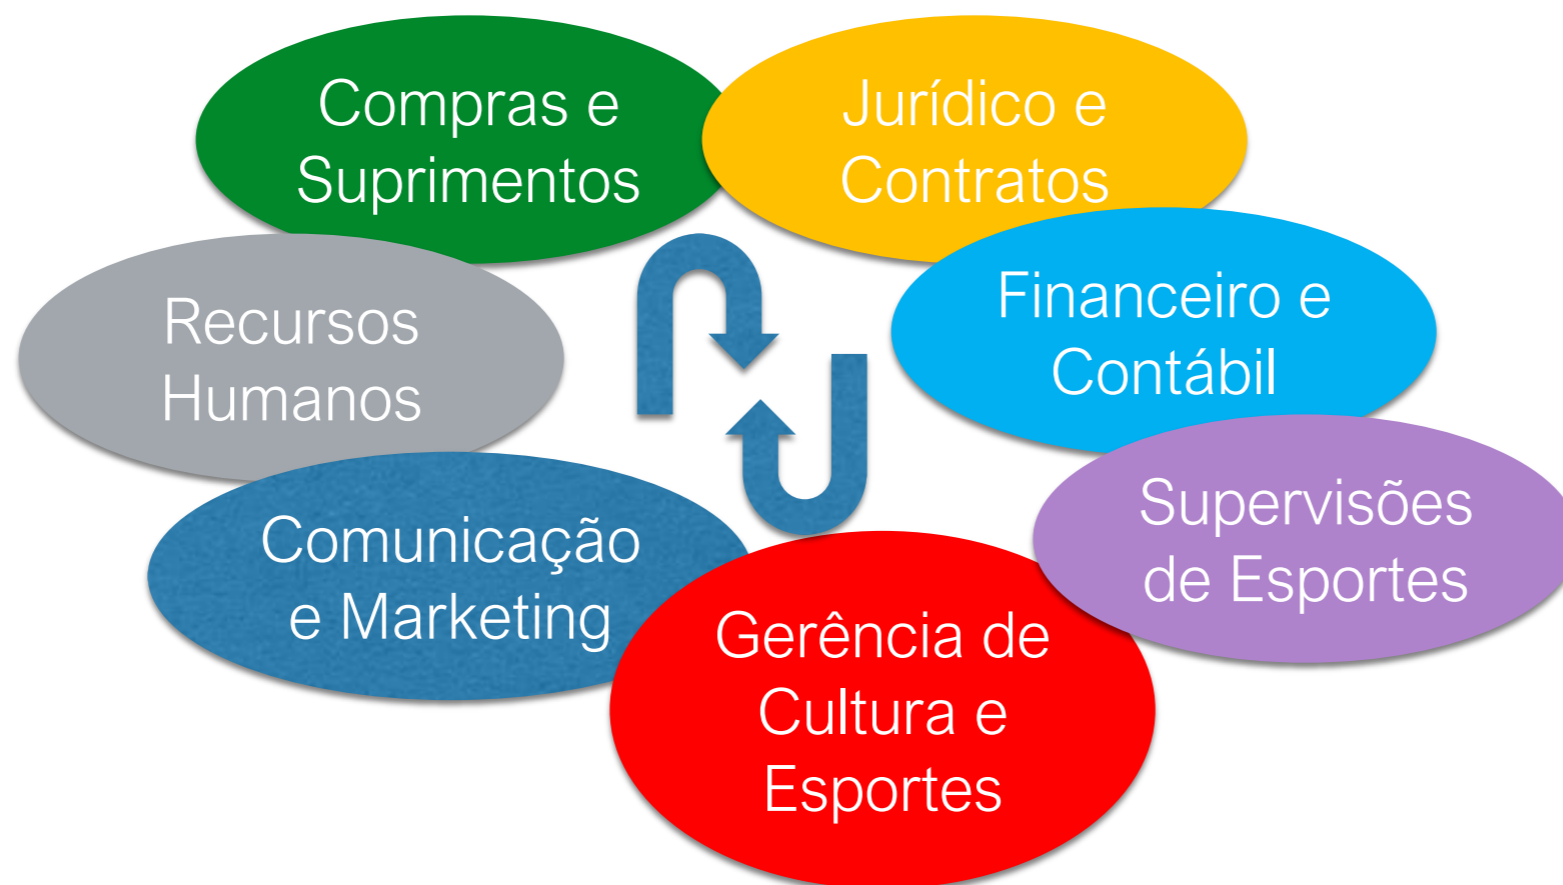 Compras e
Suprimentos
Jurídico e
Contratos
Recursos
Humanos
Financeiro e
Contábil
Comunicação
e Marketing
Supervisões
de Esportes
Gerência de
Cultura e
Esportes